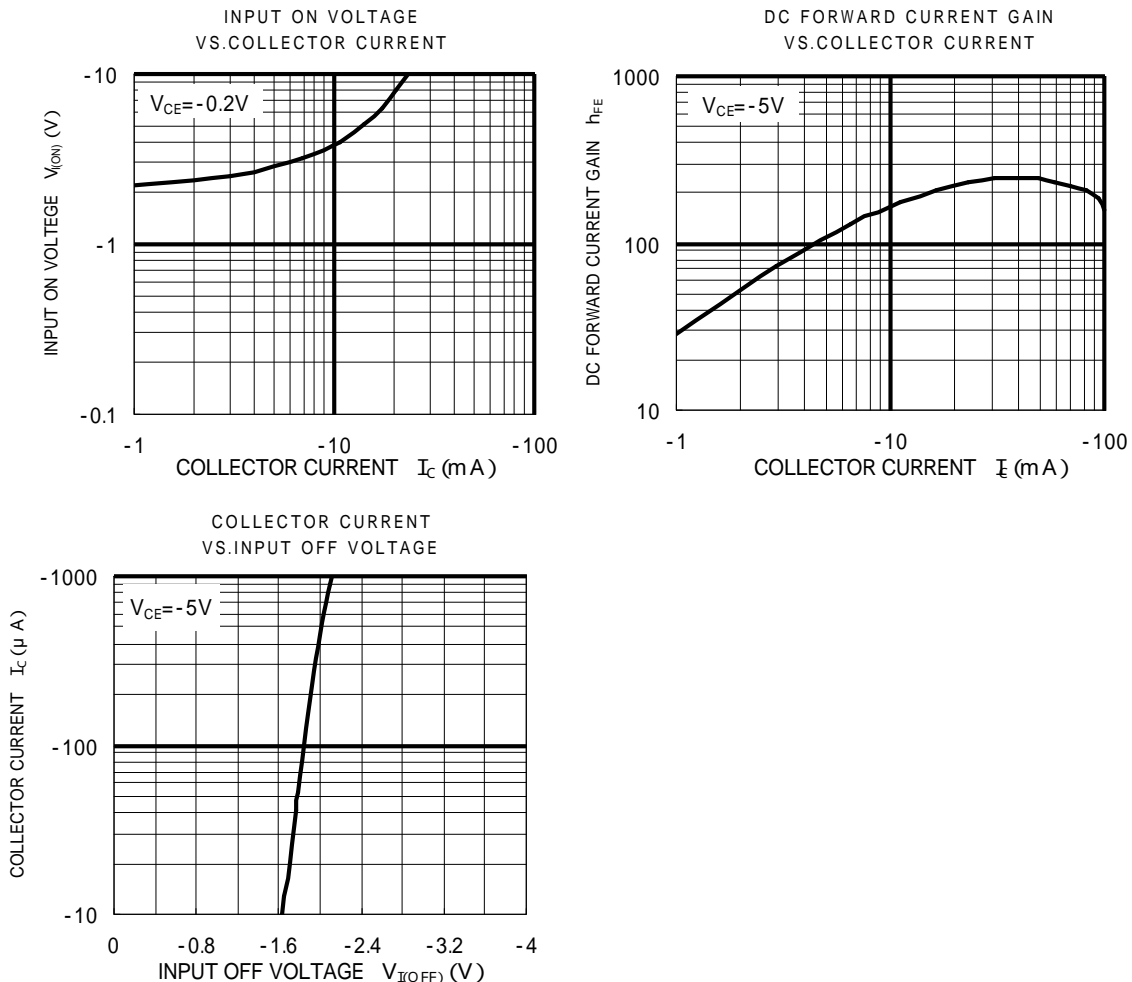 INPUT ON VOLTAGE
VS.COLLECTOR CURRENT
-10
-1
-0.1
VCE=-0.2V
INPUT ON VOLTEGE VI(ON) (V)
-1
-10
-100
COLLECTOR CURRENT IC (mA)
DC FORWARD CURRENT GAIN
VS.COLLECTOR CURRENT
1000
100
10
VCE=-5V
DC FORWARD CURRENT GAIN hFE
-1
-10
-100
COLLECTOR CURRENT (mA)
COLLECTOR CURRENT
VS.INPUT OFF VOLTAGE
-1000
-100
-10
VCE=-5V
COLLECTOR CURRENT IC (μA)
0
-0.8
-1.6
-2.4
-3.2
-4
INPUT OFF VOLTAGE VI(OFF) (V)